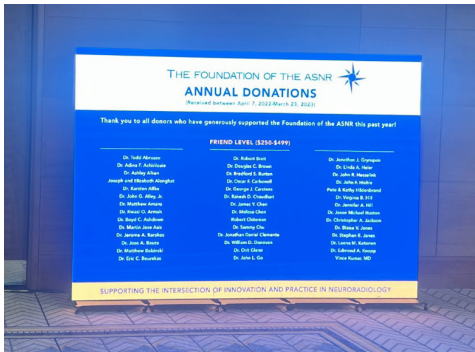 THE FOUNDATION OF THE ASNR
ANNUAL DONATIONS
(Received between April 7, 2022-March 23, 2023)
Thank you to all donors who have generously supported the Foundation of the ASNR this past year!
FRIEND LEVEL ($250-$499)
Dr. Todd Abruzzo
Dr. Adina F. Achiriloaie
Dr. Ashley Aiken
Joseph and Elizabeth Alenghat
Dr. Karsten Alfke
Dr. John G. Alley, Jr.
Dr. Matthew Amans
Dr. Kwasi O. Armah
Dr. Boyd C. Ashdown
Dr. Martin Jose Asis
Dr. Jerome A. Barakos
Dr. Jose A. Bauta
Dr. Matthew Bobinski
Dr. Eric C. Bourekas
Dr. Robert Brett
Dr. Douglas C. Brown
Dr. Bradford S. Burton
Dr. Oscar F. Carbonell
Dr. George J. Carstens
Dr. Rajnish D. Chaudhari
Dr. James Y. Chen
Dr. Melissa Chen
Robert Chisman
Dr. Sammy Chu
Dr. Jonathan Daniel Clemente
Dr. William D. Donovan
Dr. Orit Glenn
Dr. John L. Go
Dr. Jonathan J. Grynspan
Dr. Linda A. Heier
Dr. John R. Hesselink
Dr. John
Pete & Kathy Hildenbrand
Dr. Virginia B. Hill
Dr. Jennifer A. Hill
Dr. Jason Michael Huston
Dr. Christopher A. Jackson
Dr. Blaise V. Jones
Dr. Stephen E. Jones
Dr. Leena M. Ketonen
Dr. Edmond A. Knopp
Vince Kumar, MD
SUPPORTING THE INTERSECTION OF INNOVATION AND PRACTICE IN NEURORADIOLOGY